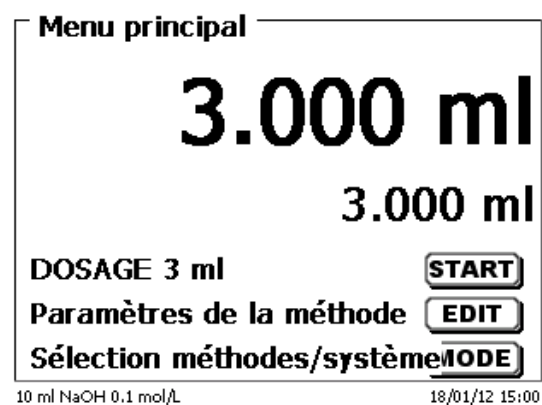 Menu principal
3.000 ml
3.000 ml
DOSAGE 3 ml START
Paramètres de la méthode EDIT
Sélection méthodes/système MODE
10 ml NaOH 0.1 mol/L 18/01/12 15:00